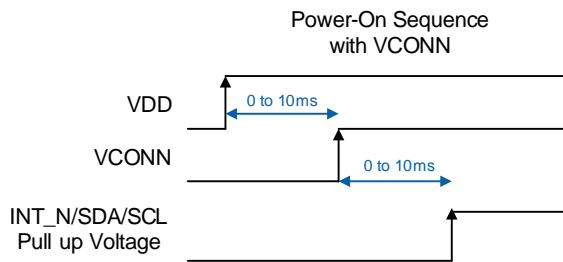 Power-On Sequence
with VCONN
VDD
0 to 10ms
VCONN
0 to 10ms
INT_N/SDA/SCL
Pull up Voltage